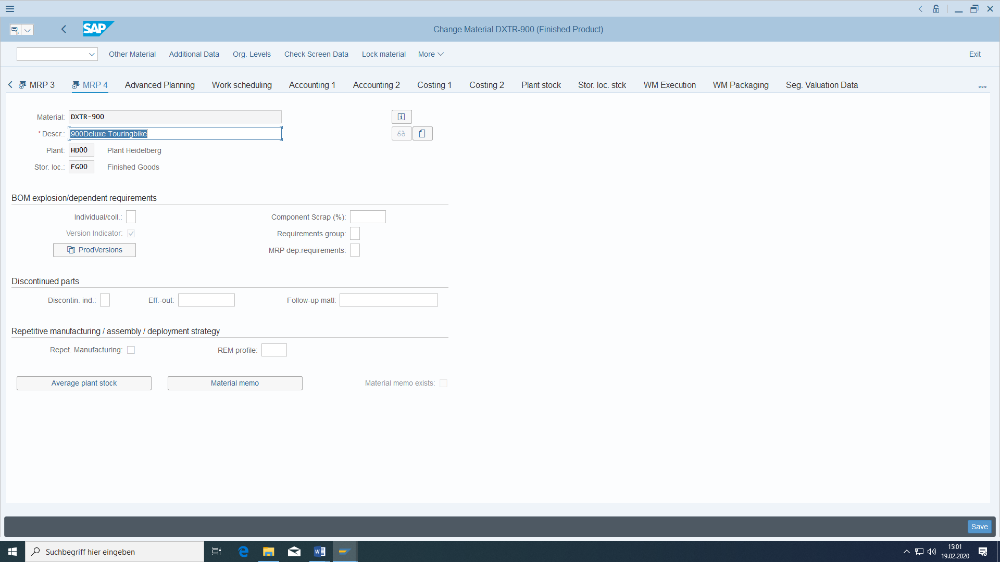 SAP
Change Material DXTR-900 (Finished Product)
Other Material Additional Data Org. Levels Check Screen Data Lock material More Exit
MRP 3 MRP 4 Advanced Planning Work scheduling Accounting 1 Accounting 2 Costing 1 Costing 2 Plant stock Stor. loc. stck WM Execution WM Packaging Seg. Valuation Data
Material: DXTR-900
* Descr.: 900Deluxe Touringbike
Plant: HD00 Plant Heidelberg
Stor. loc.: FG00 Finished Goods
BOM explosion/dependent requirements
Individual/coll.: Component Scrap (%):
Version Indicator: Requirements group:
ProdVersions MRP dep.requirements:
Discontinued parts
Discontin. ind.: Eff.-out: Follow-up matl:
Repetitive manufacturing / assembly / deployment strategy
Repet. Manufacturing: REM profile:
Average plant stock Material memo Material memo exists:
Save
Suchbegriff hier eingeben
15:01
19.02.2020